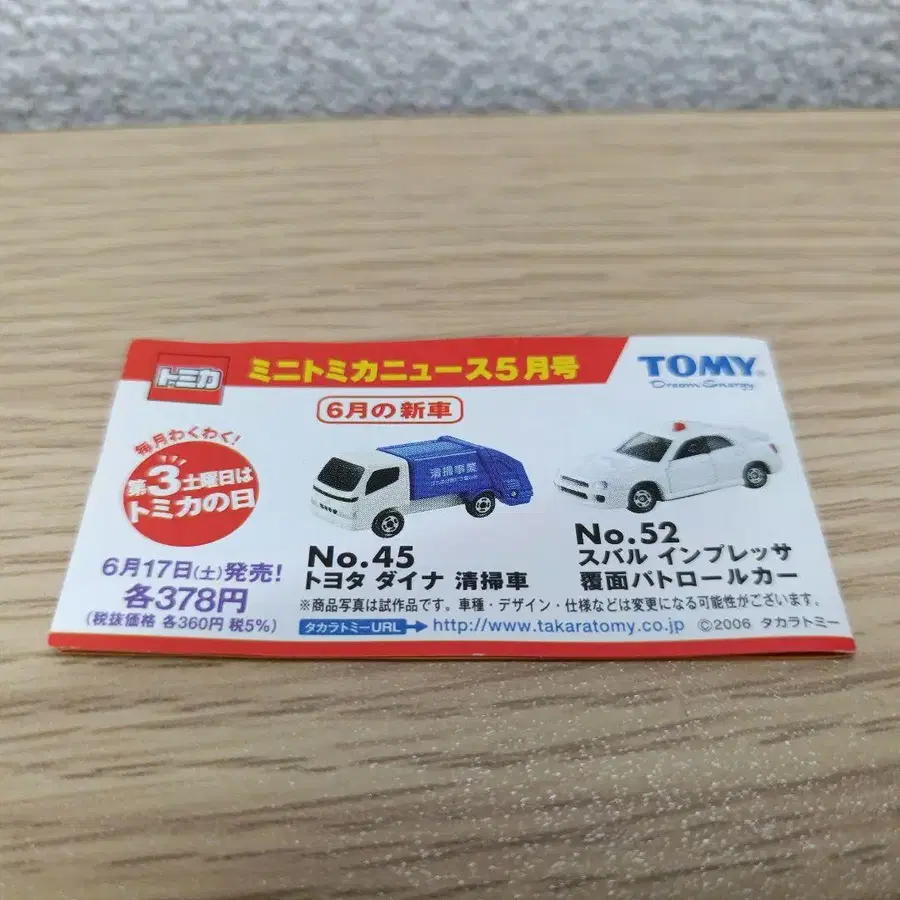 トミカ
ミニトミカニュース5月号
TOMY
Dream Energy
6月の新車
毎月わくわく!
第3土曜日は
トミカの日
清掃事業
6月17日(土)発売!
各378円
(税抜価格 各360円 税5%)
No.45
トヨタ ダイナ 清掃車
No.52
スバル インプレッサ
覆面パトロールカー
※商品写真は試作品です。車種・デザイン・仕様などは変更になる可能性がございます。
タカラトミーURL http://www.takaratomy.co.jp ©2006 タカラトミー